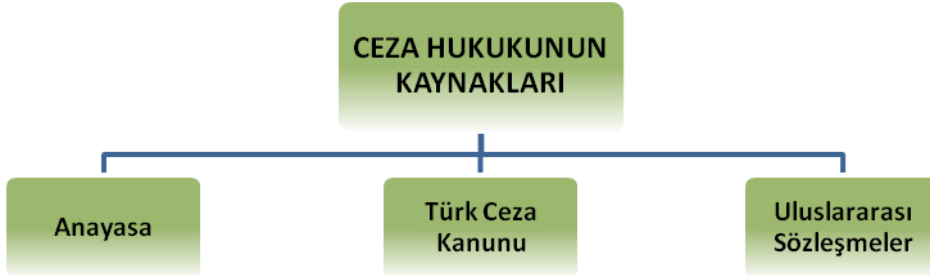 CEZA HUKUKUNUN
KAYNAKLARI
Anayasa
Türk Ceza
Kanunu
Uluslararası
Sözleşmeler